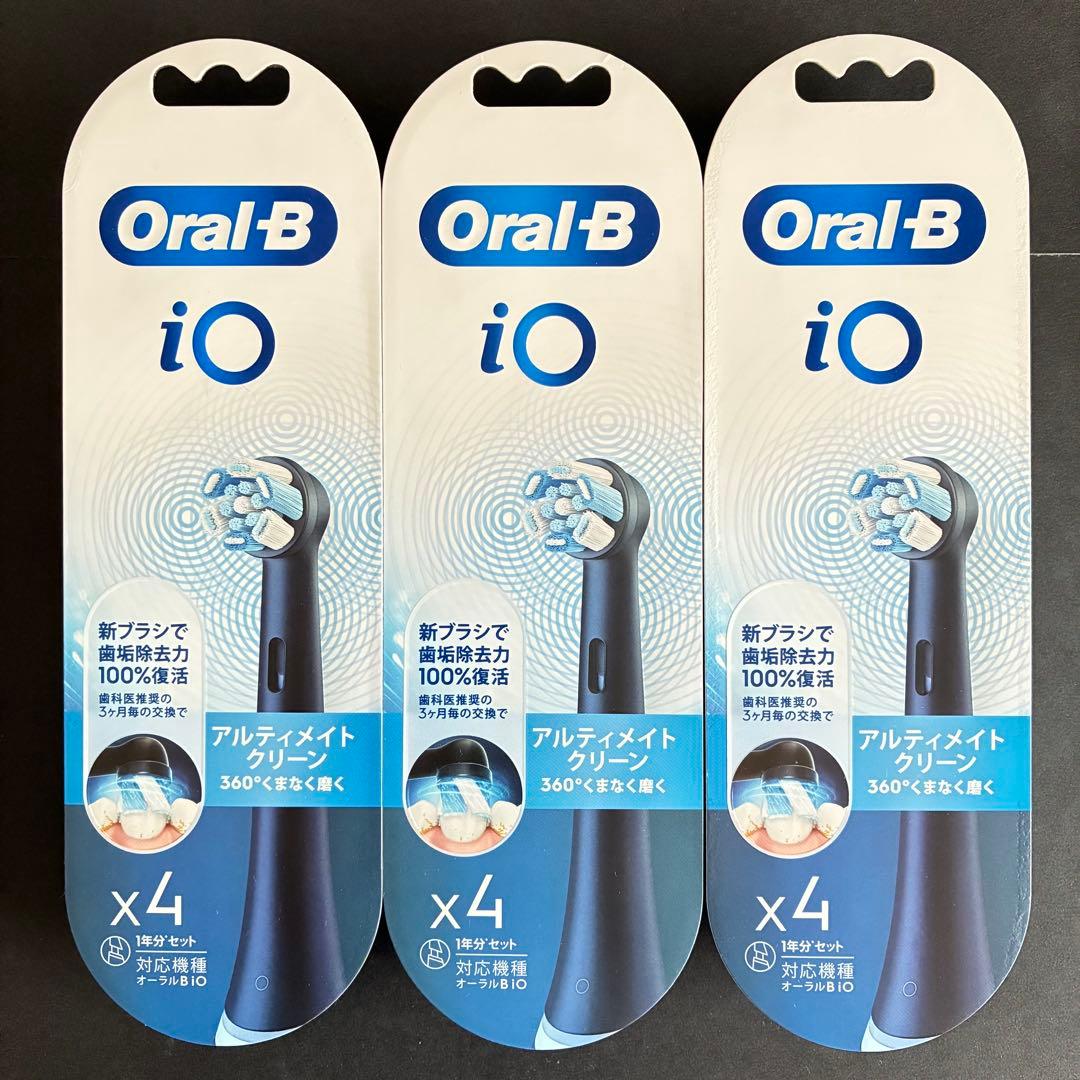 Oral-B
iO
新ブラシで
歯垢除去力
100%復活
歯科医推奨の
3ヶ月毎の交換で
アルティメイト
クリーン
360°くまなく磨く
x4
1年分*セット
対応機種
オーラルB iO
Oral-B
iO
新ブラシで
歯垢除去力
100%復活
歯科医推奨の
3ヶ月毎の交換で
アルティメイト
クリーン
360°くまなく磨く
x4
1年分*セット
対応機種
オーラルB iO
Oral-B
iO
新ブラシで
歯垢除去力
100%復活
歯科医推奨の
3ヶ月毎の交換で
アルティメイト
クリーン
360°くまなく磨く
x4
1年分*セット
対応機種
オーラルB iO